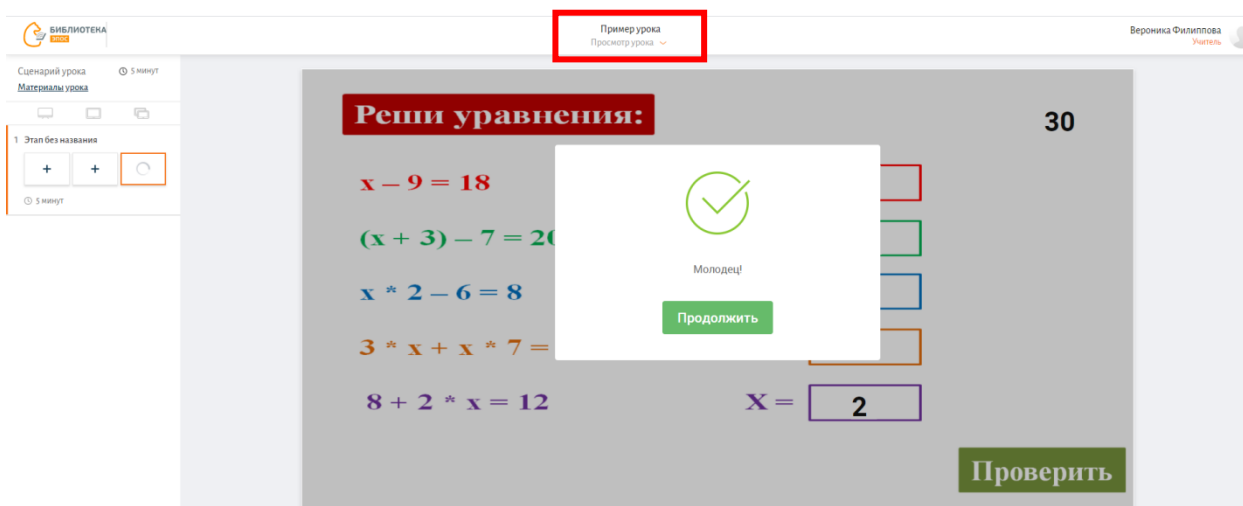 БИБЛИОТЕКА
ЭПОС
Пример урока
Просмотр урока
Вероника Филиппова
Учитель
Сценарий урока 5 минут
Материалы урока
1 Этап без названия
+ +
5 минут
Реши уравнения:
30
x – 9 = 18
(x + 3) – 7 = 20
x * 2 – 6 = 8
3 * x + x * 7 =
8 + 2 * x = 12 X = 2
Молодец!
Продолжить
Проверить